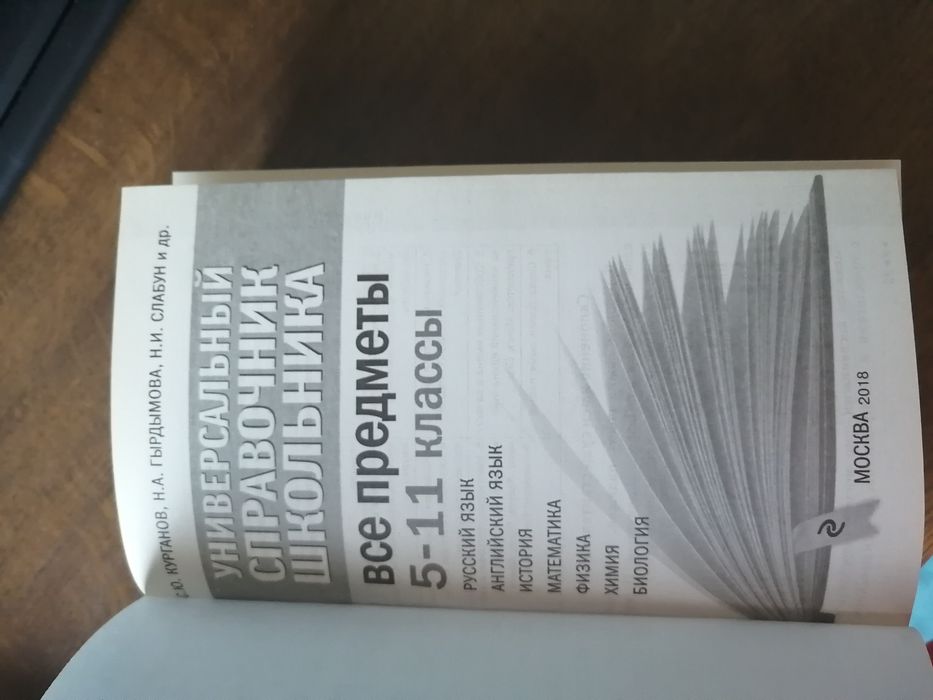 С.Ю. КУРГАНОВ, Н.А. ГЫРДЫМОВА, Н.И. СЛАБУН и др.
УНИВЕРСАЛЬНЫЙ
СПРАВОЧНИК
ШКОЛЬНИКА
ВСЕ ПРЕДМЕТЫ
5-11 КЛАССЫ
РУССКИЙ ЯЗЫК
АНГЛИЙСКИЙ ЯЗЫК
ИСТОРИЯ
МАТЕМАТИКА
ФИЗИКА
ХИМИЯ
БИОЛОГИЯ
МОСКВА 2018